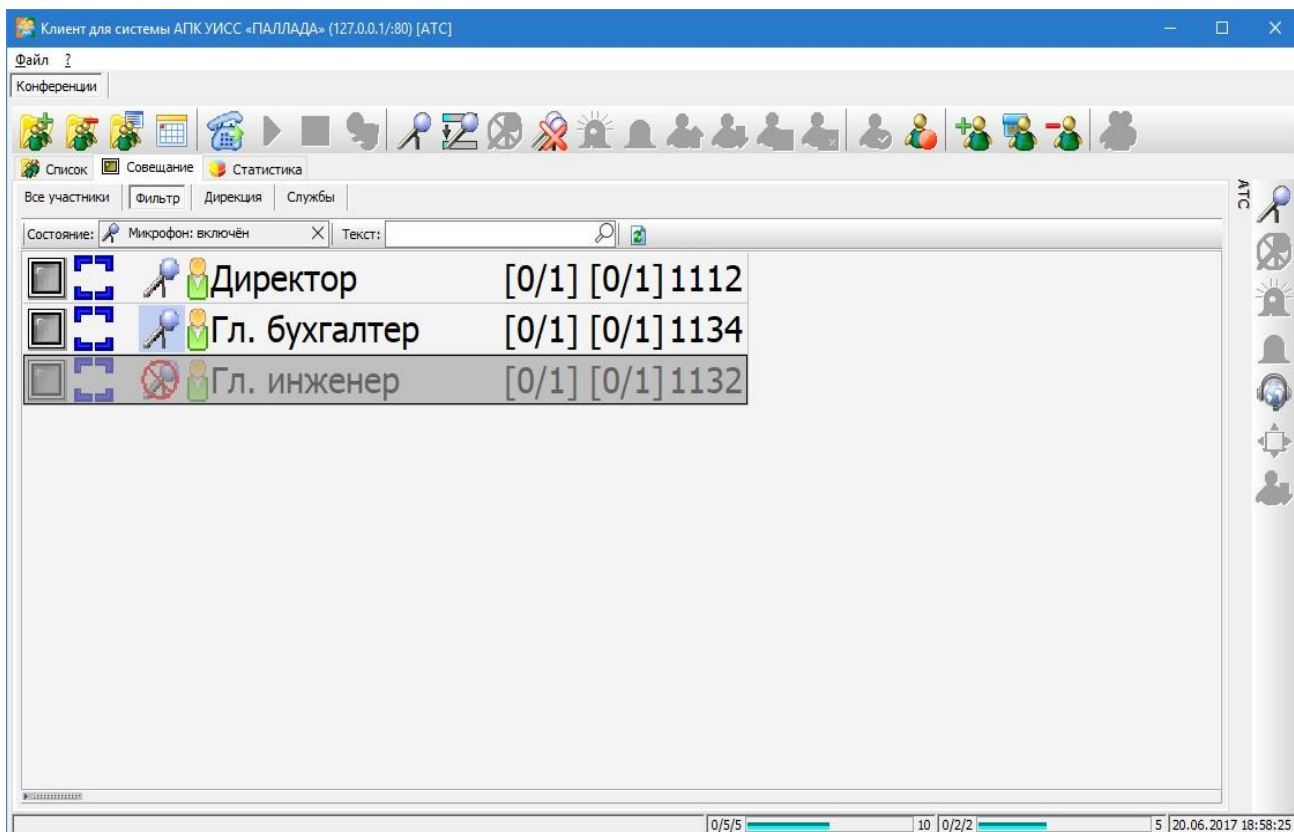 Клиент для системы АПК УИСС «ПАЛЛАДА» (127.0.0.1/:80) [АТС]
Файл ?
Конференции
Список Совещание Статистика
Все участники Фильтр Дирекция Службы
АТС
Состояние: Микрофон: включён Текст:
Директор [0/1] [0/1] 1112
Гл. бухгалтер [0/1] [0/1] 1134
Гл. инженер [0/1] [0/1] 1132
0/5/5 10 0/2/2 5 20.06.2017 18:58:25